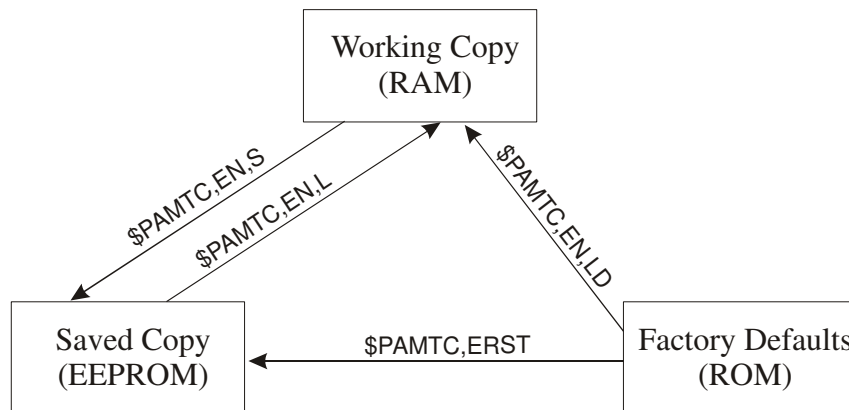 Working Copy
(RAM)
$PAMTC,EN,S
$PAMTC,EN,L
$PAMTC,EN,LD
Saved Copy
(EEPROM)
$PAMTC,ERST
Factory Defaults
(ROM)